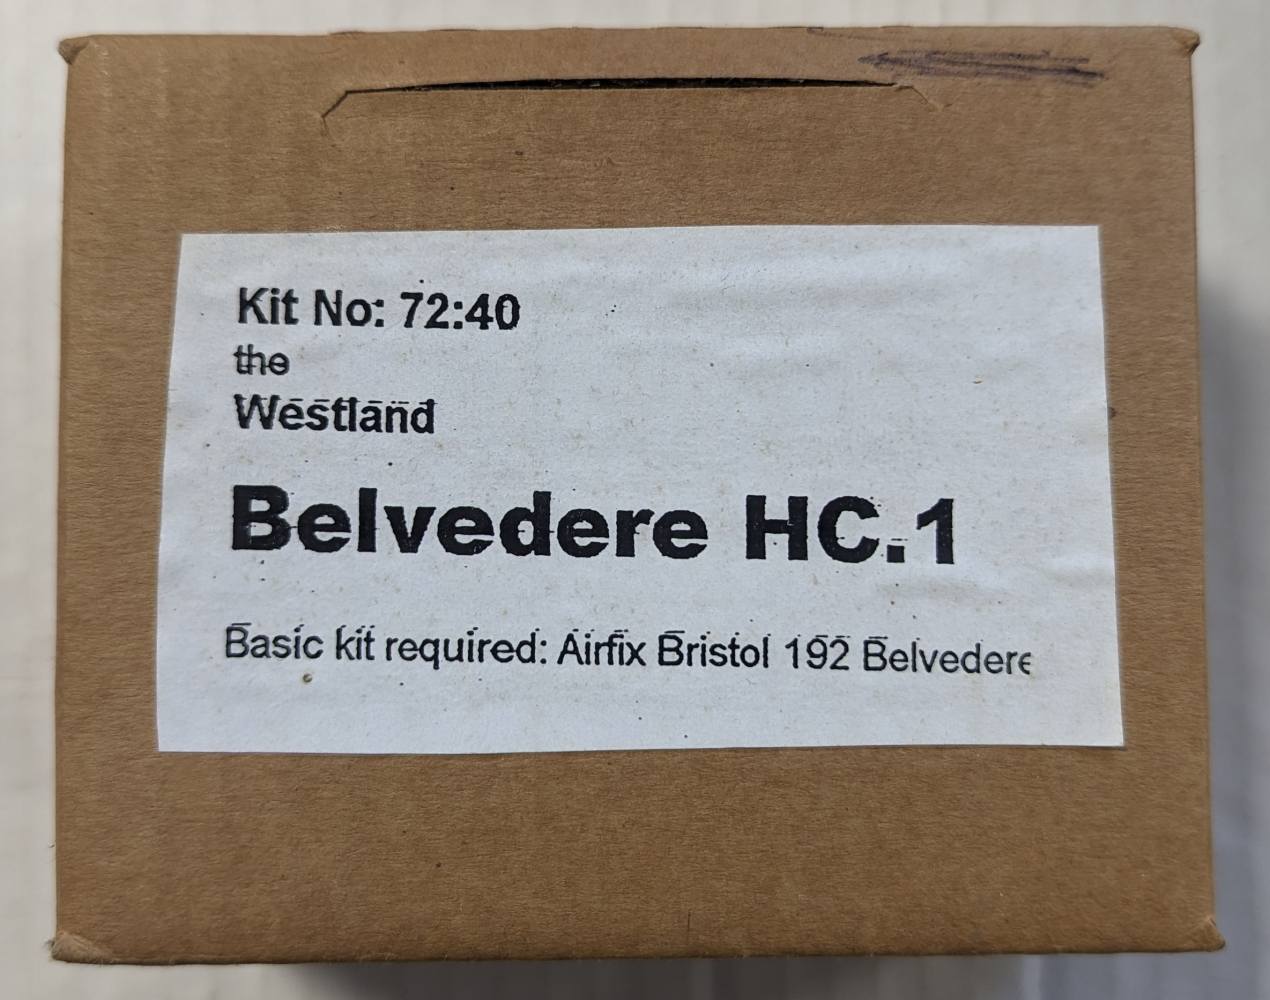 Kit No: 72:40
the
Westland
Belvedere HC.1
Basic kit required: Airfix Bristol 192 Belvedere